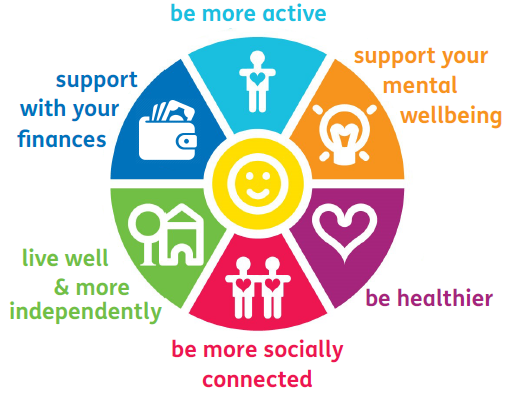 be more active
support your
mental
wellbeing
be healthier
be more socially
connected
live well
& more
independently
support
with your
finances